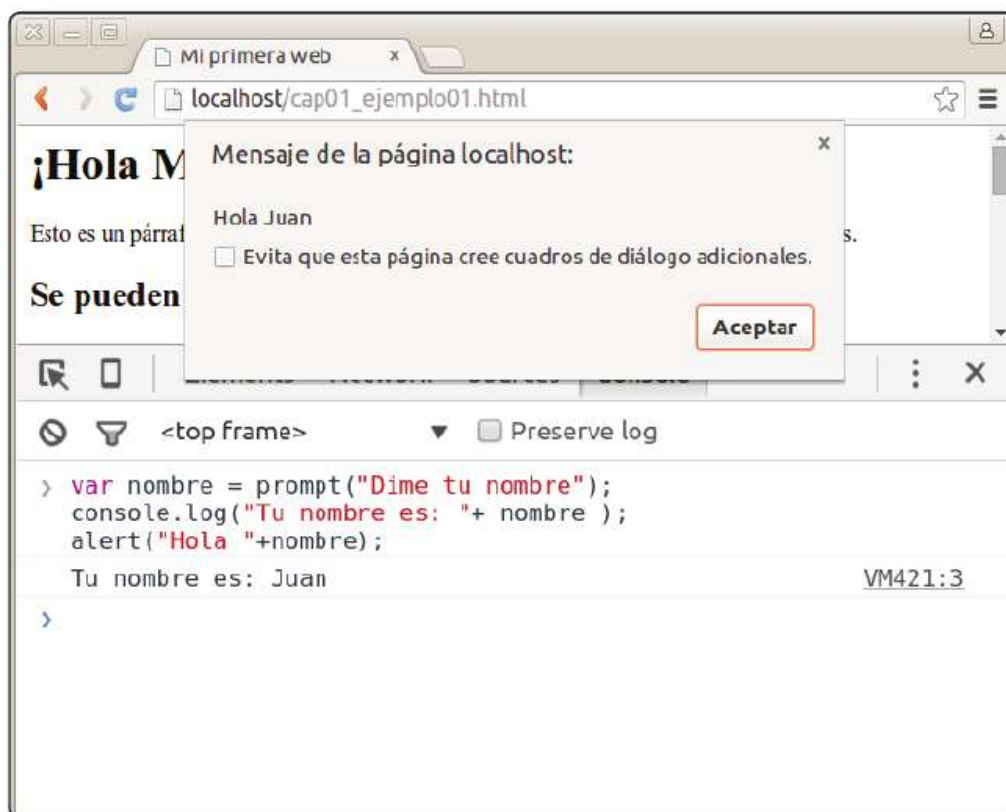 Mi primera web x
localhost/cap01_ejemplo01.html
¡Hola M
Mensaje de la página localhost: x
Hola Juan
Esto es un párraf
s.
Evita que esta página cree cuadros de diálogo adicionales.
Se pueden
Aceptar
<top frame> ▼ Preserve log
> var nombre = prompt("Dime tu nombre");
console.log("Tu nombre es: "+ nombre );
alert("Hola "+nombre);
Tu nombre es: Juan VM421:3
>